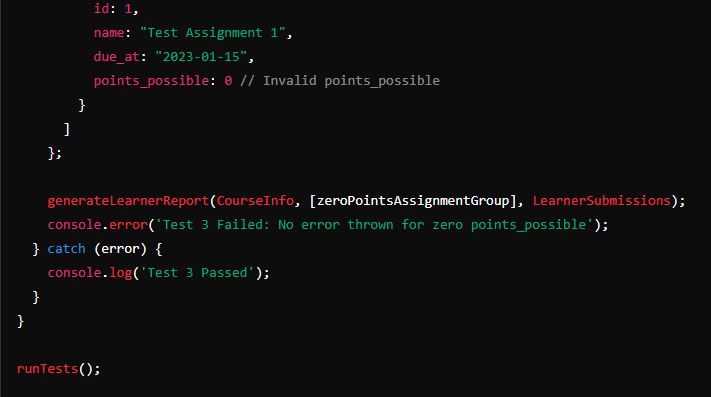 id: 1,
name: "Test Assignment 1",
due_at: "2023-01-15",
points_possible: 0 // Invalid points_possible
}
]
};
generateLearnerReport(CourseInfo, [zeroPointsAssignmentGroup], LearnerSubmissions);
console.error('Test 3 Failed: No error thrown for zero points_possible');
} catch (error) {
console.log('Test 3 Passed');
}
}
runTests();